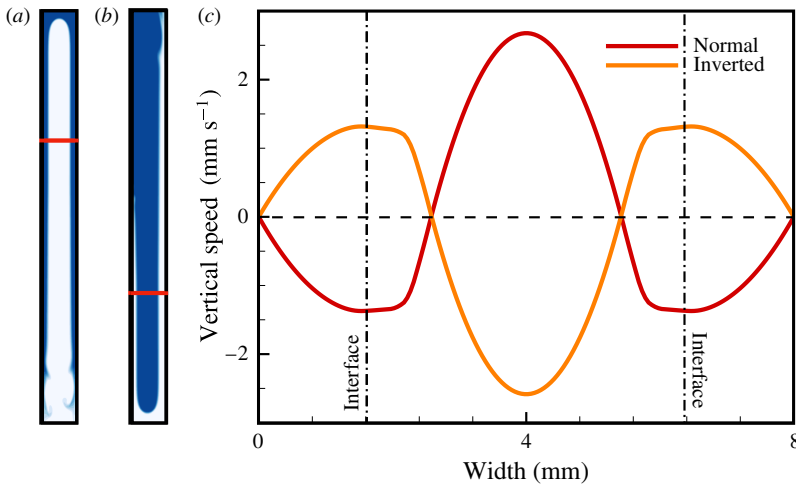 (a)
(b)
(c)
Normal
Inverted
2
0
−2
Vertical speed (mm s⁻¹)
Interface
Interface
0
4
8
Width (mm)